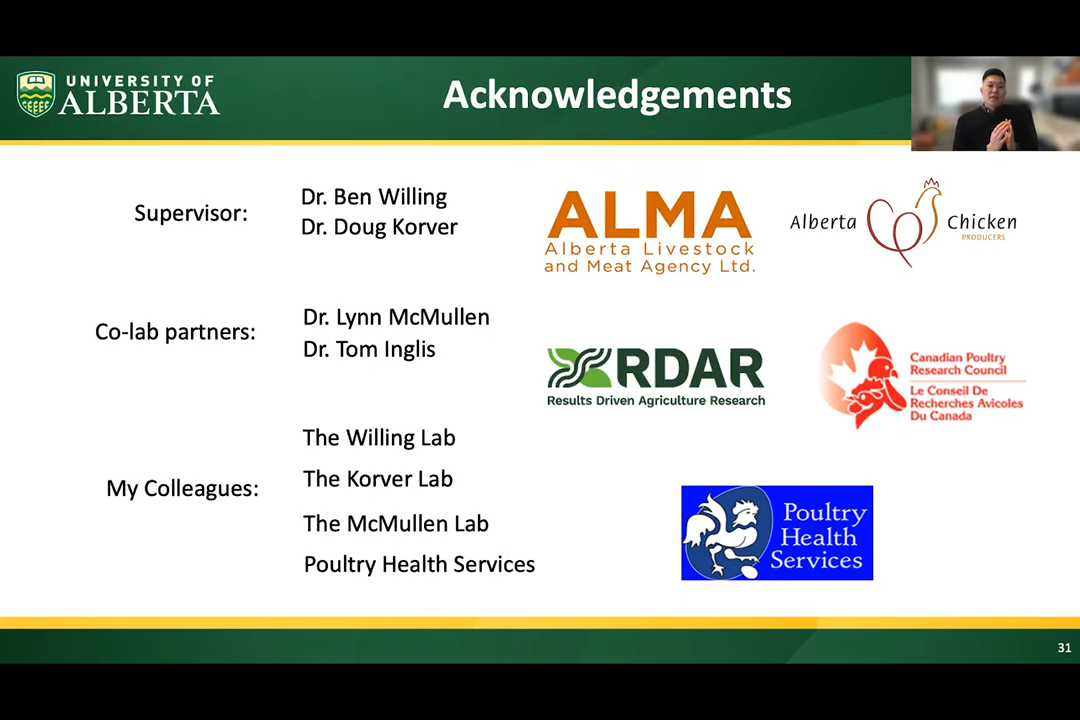 UNIVERSITY OF
ALBERTA
Acknowledgements
Supervisor:
Dr. Ben Willing
Dr. Doug Korver
ALMA
Alberta Livestock
and Meat Agency Ltd.
Alberta Chicken
PRODUCERS
Co-lab partners:
Dr. Lynn McMullen
Dr. Tom Inglis
RDAR
Results Driven Agriculture Research
Canadian Poultry
Research Council
Le Conseil De
Recherches Avicoles
Du Canada
My Colleagues:
The Willing Lab
The Korver Lab
The McMullen Lab
Poultry Health Services
Poultry
Health
Services
31